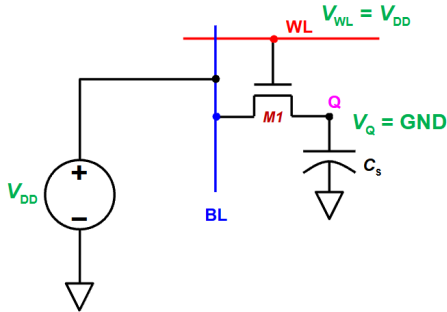 WL
V_WL = V_DD
M1
Q
V_Q = GND
C_s
+
V_DD
−
BL